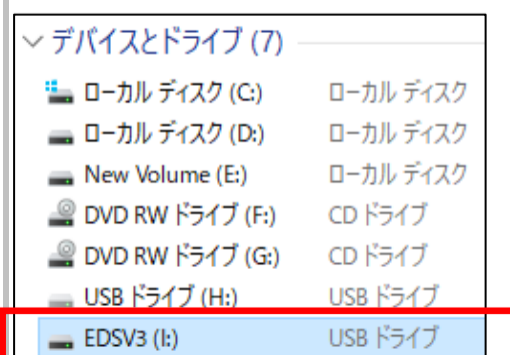 デバイスとドライブ (7)
ローカル ディスク (C:) ローカル ディスク
ローカル ディスク (D:) ローカル ディスク
New Volume (E:) ローカル ディスク
DVD RW ドライブ (F:) CD ドライブ
DVD RW ドライブ (G:) CD ドライブ
USB ドライブ (H:) USB ドライブ
EDSV3 (I:) USB ドライブ